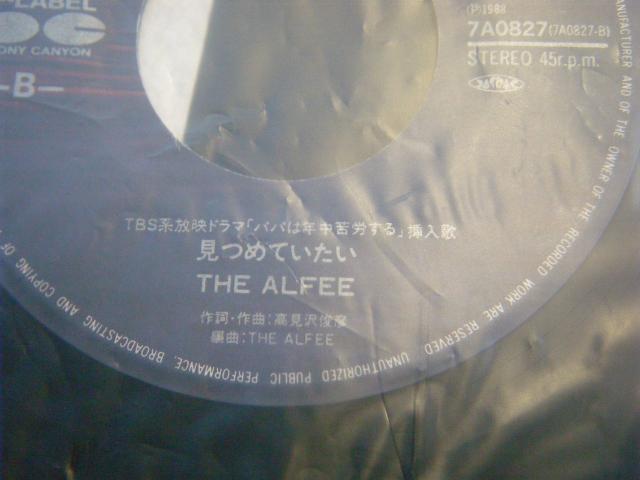 LABEL
ONY CANYON
-B-
(P)1988
7A0827(7A0827-B)
STEREO 45r.p.m.
TBS系放映ドラマ「パパは年中苦労する」挿入歌
見つめていたい
THE ALFEE
作詞・作曲:高見沢俊彦
編曲:THE ALFEE
MANUFACTURER AND OF THE OWNER OF THE RECORDED WORK ARE RESERVED UNAUTHORIZED PUBLIC PERFORMANCE, BROADCASTING AND COPYING OF